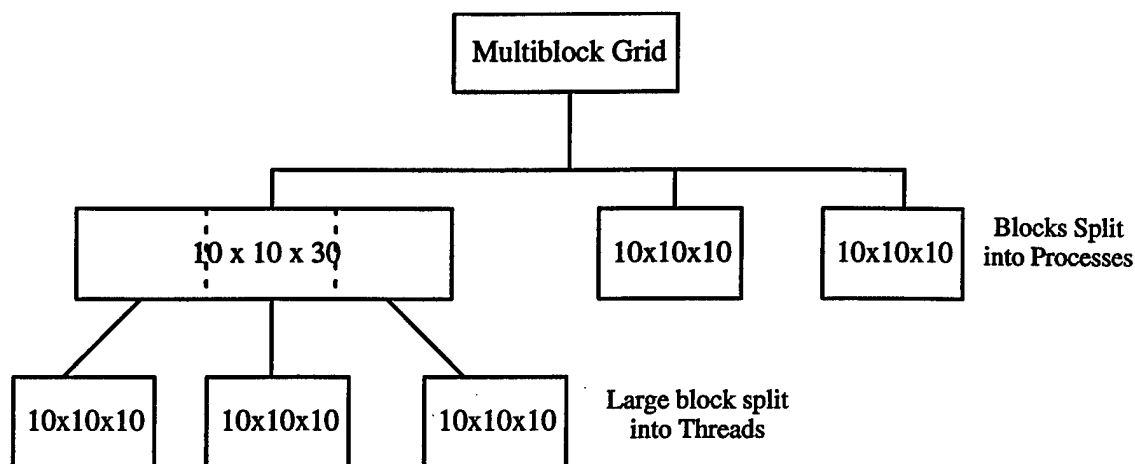 Multiblock Grid
10 x 10 x 30
10x10x10
10x10x10
Blocks Split
into Processes
10x10x10
10x10x10
10x10x10
Large block split
into Threads